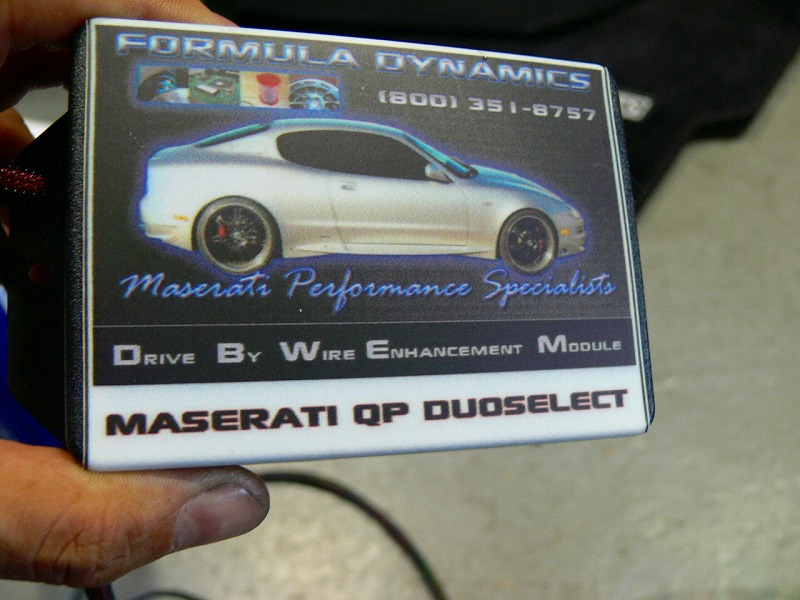 FORMULA DYNAMICS
(800) 351-8757
Maserati Performance Specialists
DRIVE BY WIRE ENHANCEMENT MODULE
MASERATI QP DUOSELECT